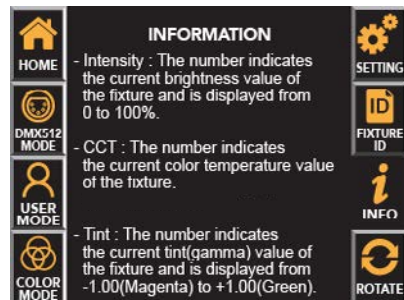 INFORMATION
HOME
- Intensity : The number indicates
the current brightness value of
the fixture and is displayed from
0 to 100%.
SETTING
DMX512
MODE
- CCT : The number indicates
the current color temperature value
of the fixture.
ID
FIXTURE
ID
USER
MODE
i
INFO
- Tint : The number indicates
the current tint(gamma) value of
the fixture and is displayed from
-1.00(Magenta) to +1.00(Green).
COLOR
MODE
ROTATE